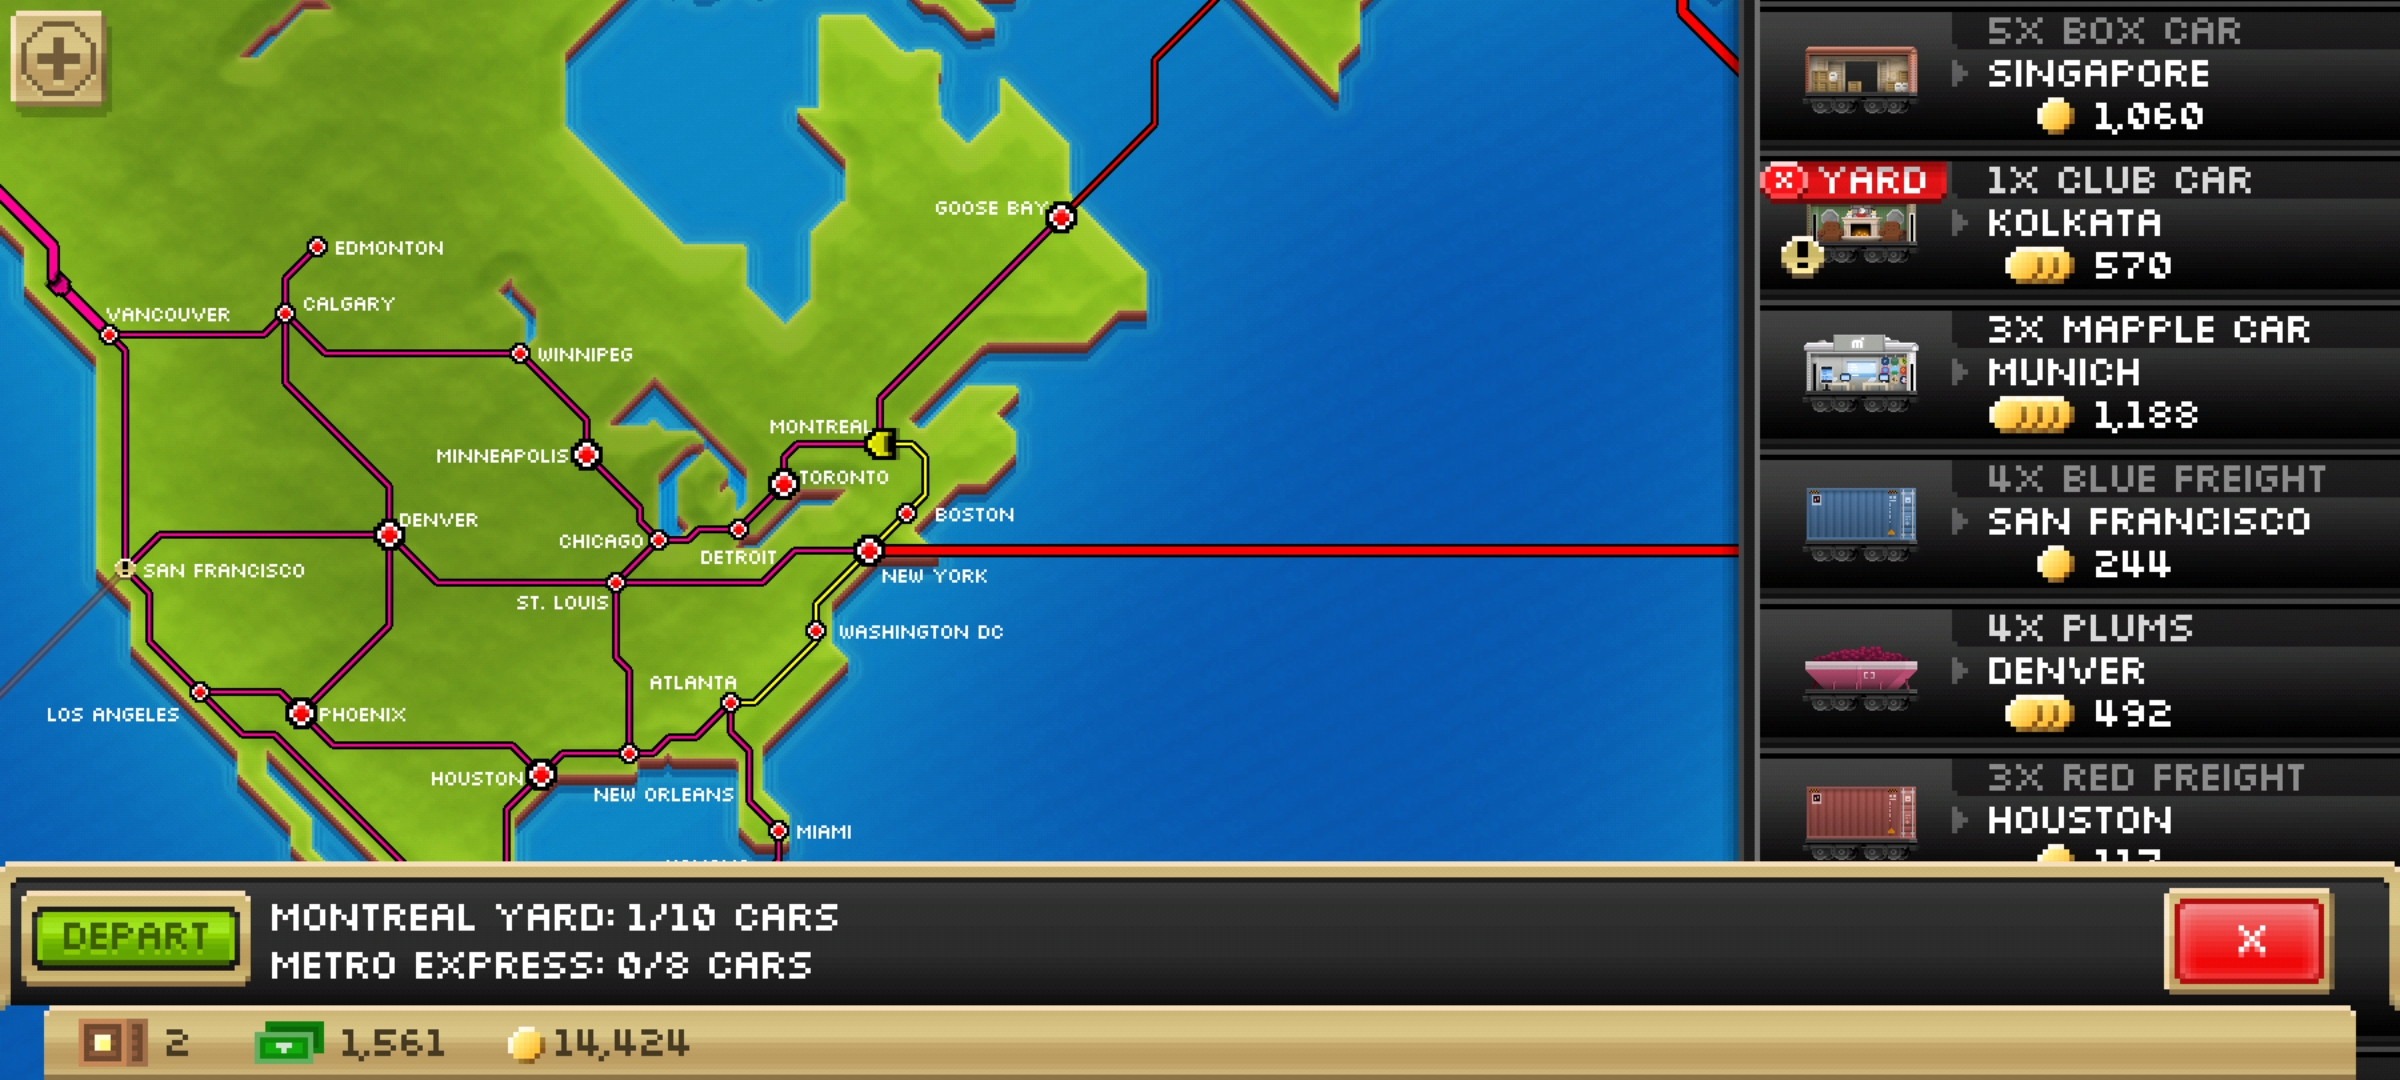 GOOSE BAY
EDMONTON
CALGARY
VANCOUVER
WINNIPEG
MONTREAL
MINNEAPOLIS
TORONTO
BOSTON
DENVER
CHICAGO
DETROIT
SAN FRANCISCO
NEW YORK
ST. LOUIS
WASHINGTON DC
ATLANTA
LOS ANGELES
PHOENIX
HOUSTON
NEW ORLEANS
MIAMI
5X BOX CAR
SINGAPORE
1,060
YARD
1X CLUB CAR
KOLKATA
570
3X MAPPLE CAR
MUNICH
1,188
4X BLUE FREIGHT
SAN FRANCISCO
244
4X PLUMS
DENVER
492
3X RED FREIGHT
HOUSTON
DEPART
MONTREAL YARD: 1/10 CARS
METRO EXPRESS: 0/8 CARS
X
2
1,561
14,424